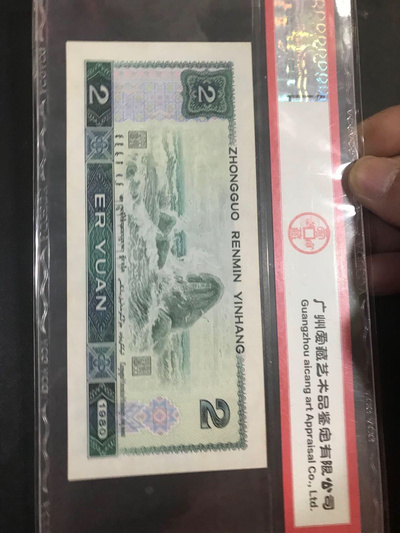 ZHONGGUO RENMIN YINHANG
2
2
ER YUAN
1980
2
广州爱藏艺术品鉴定有限公司
Guangzhou aicang art Appraisal Co., Ltd.